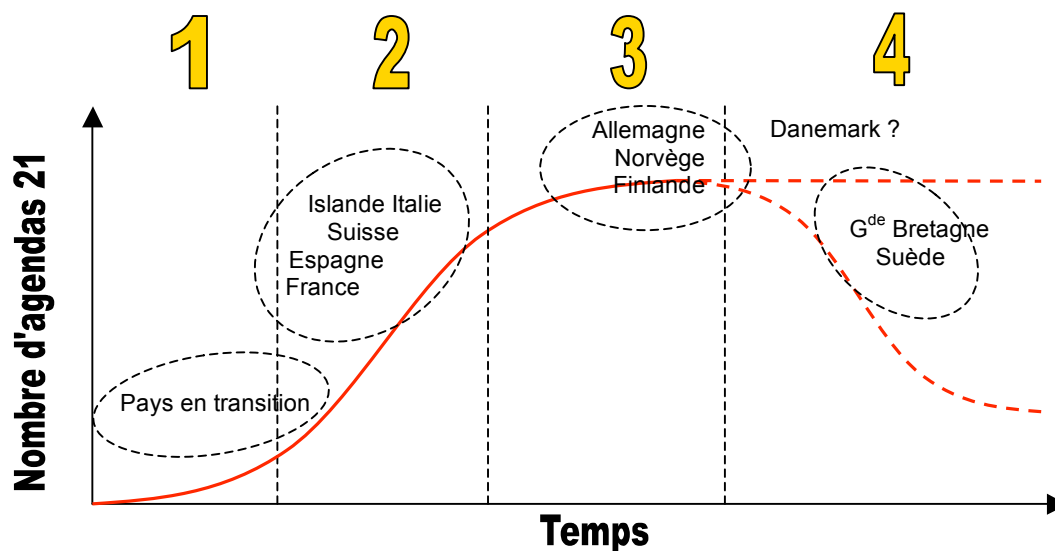 1 2 3 4
Nombre d'agendas 21
Allemagne
Norvège
Finlande
Danemark ?
Islande Italie
Suisse
Espagne
France
Gde Bretagne
Suède
Pays en transition
Temps